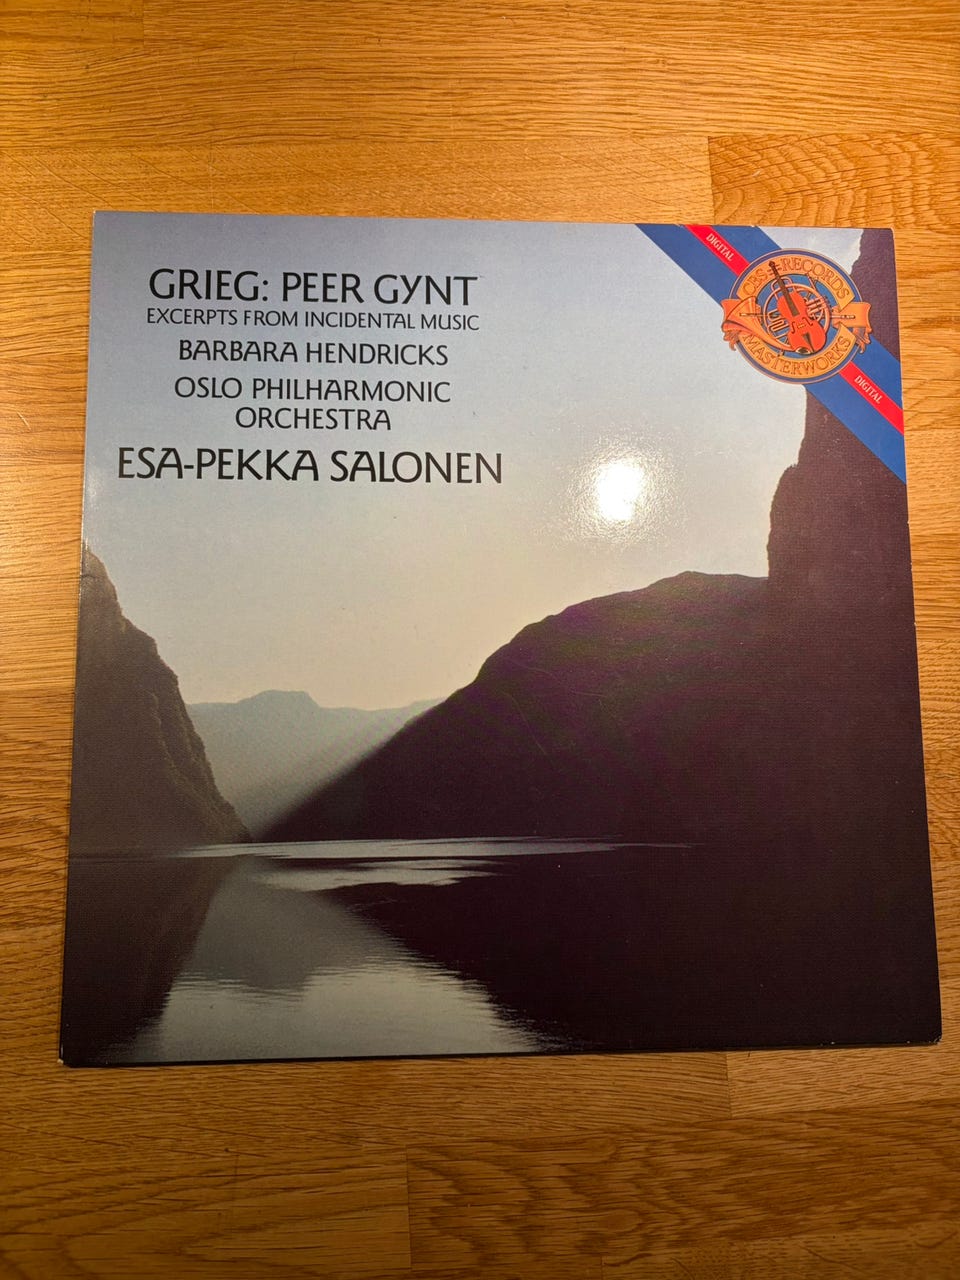 GRIEG: PEER GYNT
EXCERPTS FROM INCIDENTAL MUSIC
BARBARA HENDRICKS
OSLO PHILHARMONIC
ORCHESTRA
ESA-PEKKA SALONEN
DIGITAL
CBS RECORDS
MASTERWORKS
DIGITAL